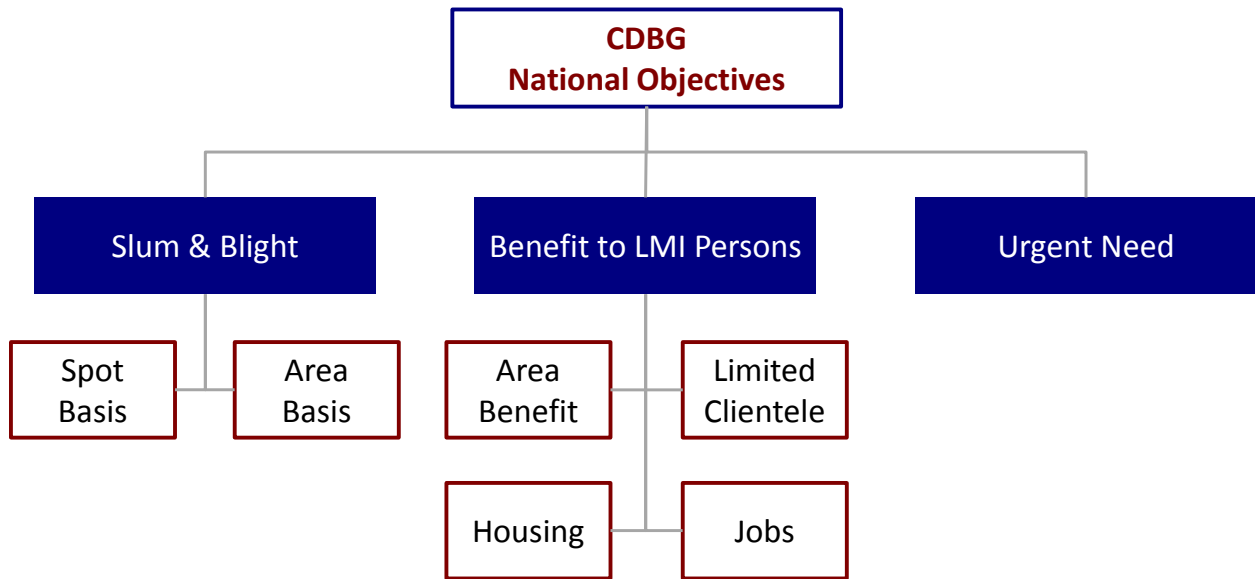 CDBG
National Objectives
Slum & Blight
Benefit to LMI Persons
Urgent Need
Spot
Basis
Area
Basis
Area
Benefit
Limited
Clientele
Housing
Jobs